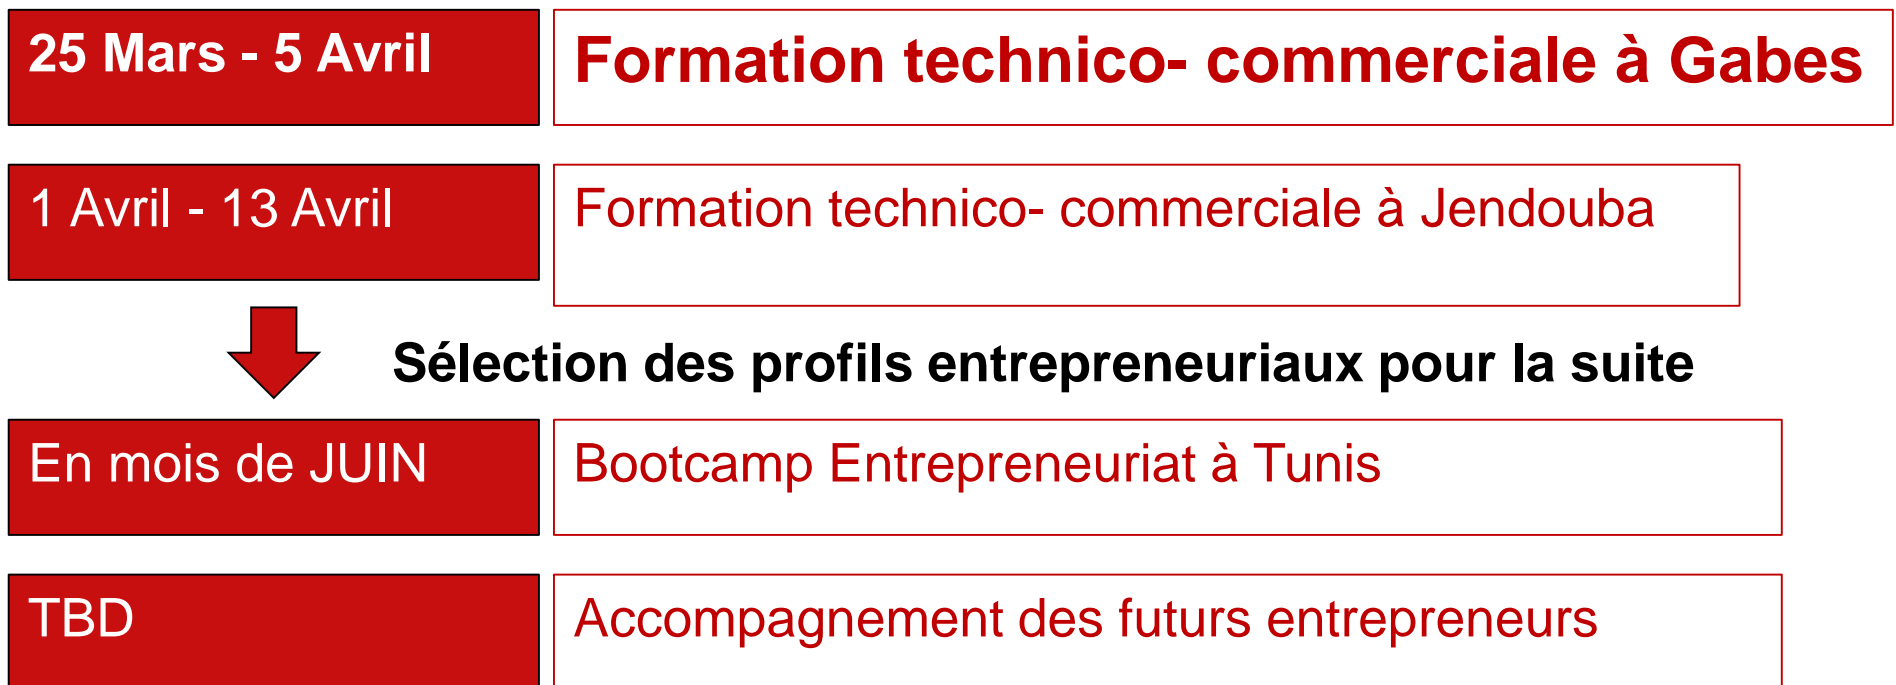 25 Mars - 5 Avril
Formation technico- commerciale à Gabes
1 Avril - 13 Avril
Formation technico- commerciale à Jendouba
Sélection des profils entrepreneuriaux pour la suite
En mois de JUIN
Bootcamp Entrepreneuriat à Tunis
TBD
Accompagnement des futurs entrepreneurs